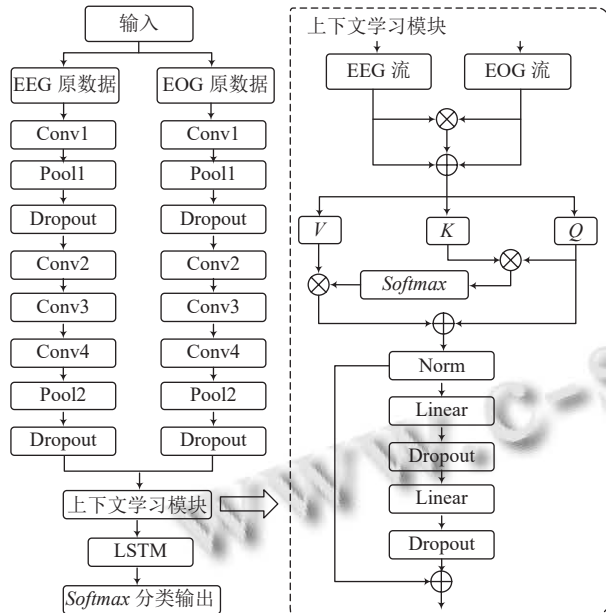 输入
EEG 原数据
EOG 原数据
Conv1
Conv1
Pool1
Pool1
Dropout
Dropout
Conv2
Conv2
Conv3
Conv3
Conv4
Conv4
Pool2
Pool2
Dropout
Dropout
上下文学习模块
LSTM
Softmax 分类输出
上下文学习模块
EEG 流
EOG 流
V
K
Q
Softmax
Norm
Linear
Dropout
Linear
Dropout
www.c-s